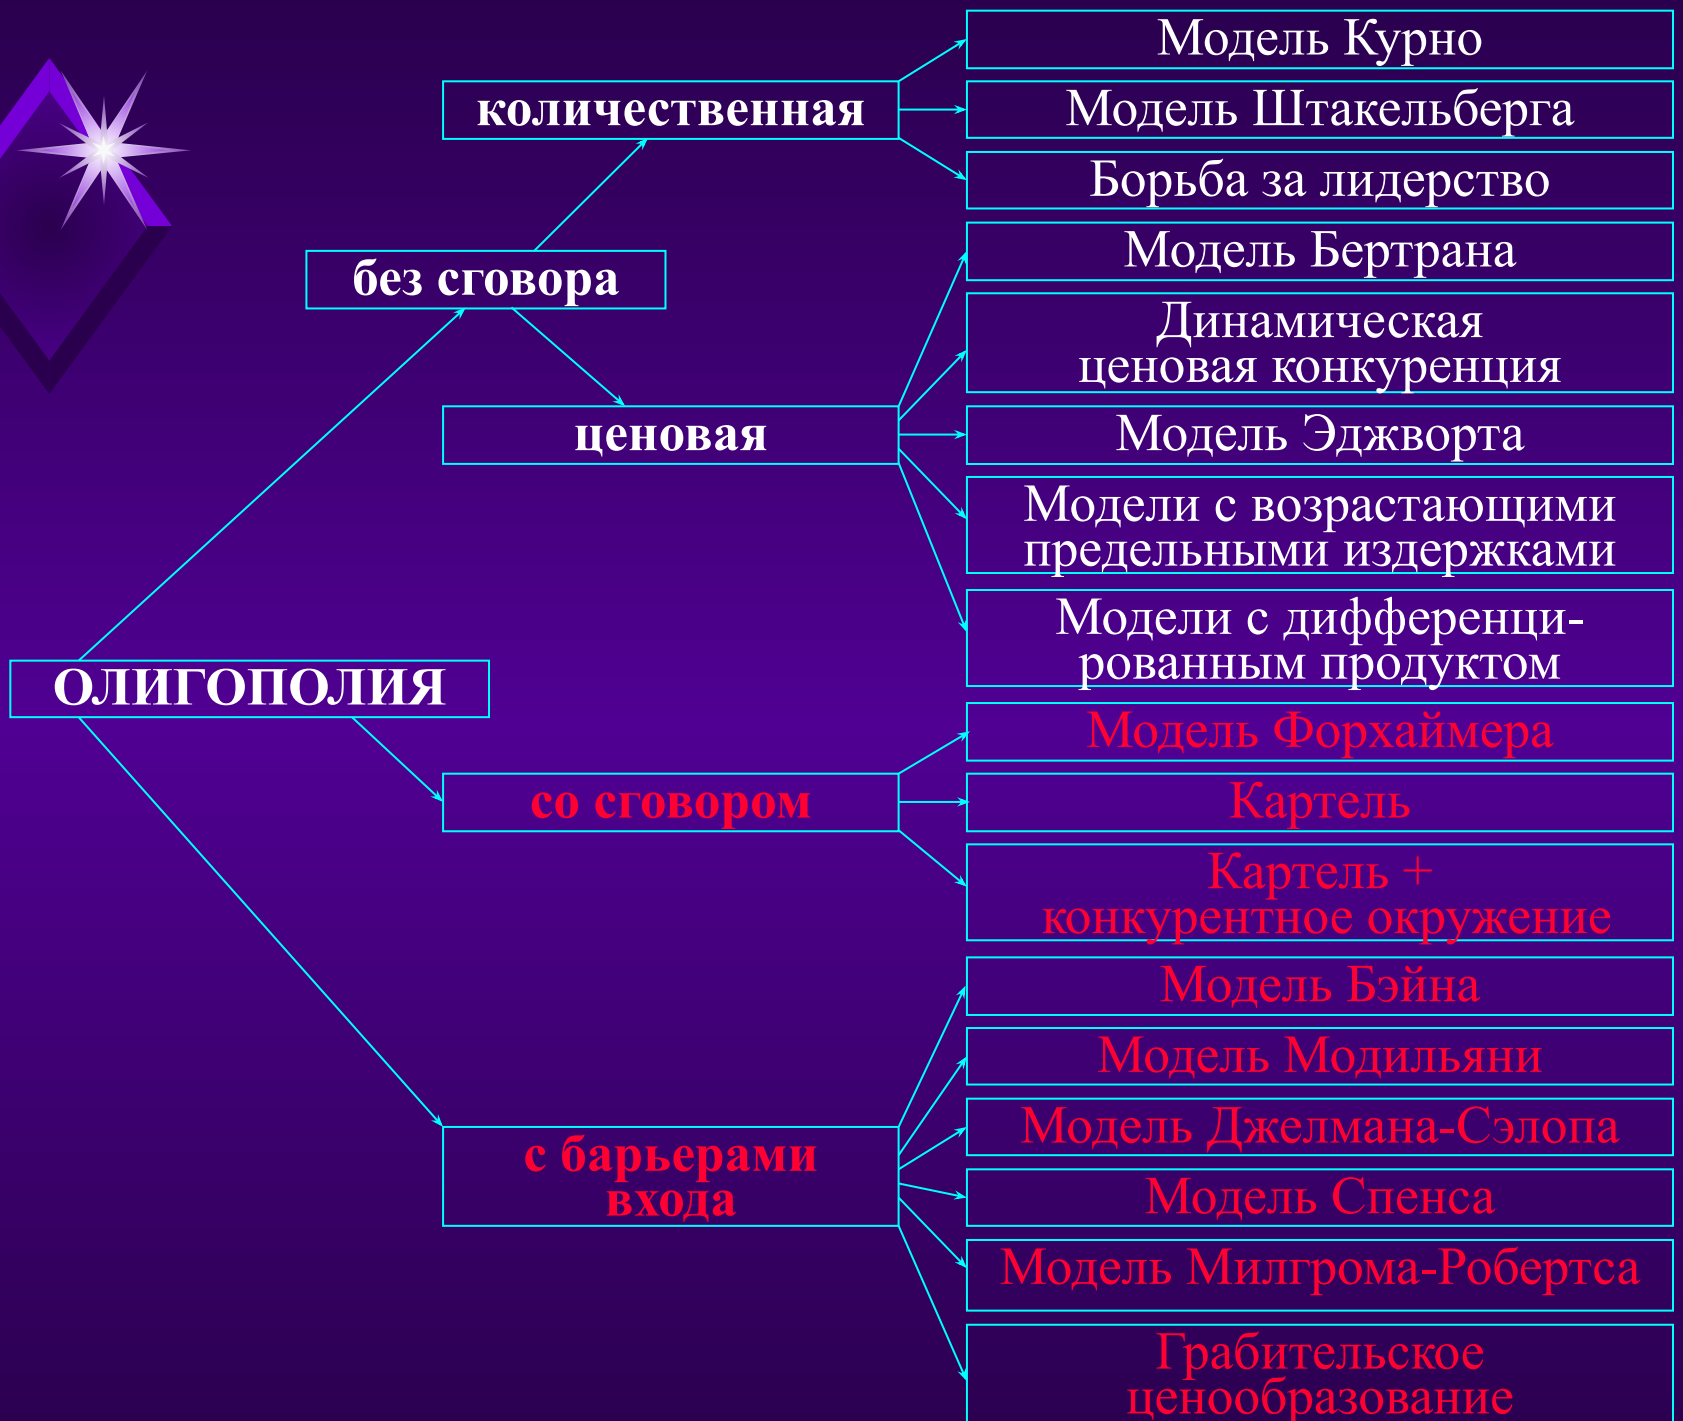 Модель Курно
количественная
Модель Штакельберга
Борьба за лидерство
без сговора
Модель Бертрана
Динамическая
ценовая конкуренция
ценовая
Модель Эджворта
Модели с возрастающими
предельными издержками
Модели с дифференци-
рованным продуктом
ОЛИГОПОЛИЯ
Модель Форхаймера
со сговором
Картель
Картель +
конкурентное окружение
Модель Бэйна
Модель Модильяни
Модель Джелмана-Сэлопа
с барьерами
входа
Модель Спенса
Модель Милгрома-Робертса
Грабительское
ценообразование